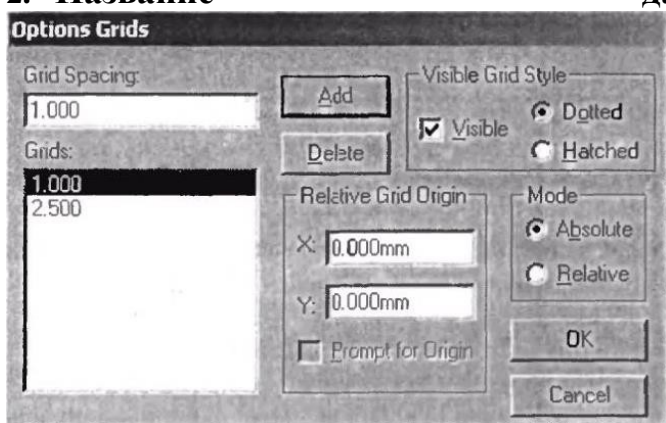 2. Название
Options Grids
Grid Spacing:
1.000
Grids:
1.000
2.500
Add
Delete
Visible Grid Style
Visible
Dotted
Hatched
Relative Grid Origin
X: 0.000mm
Y: 0.000mm
Prompt for Origin
Mode
Absolute
Relative
OK
Cancel